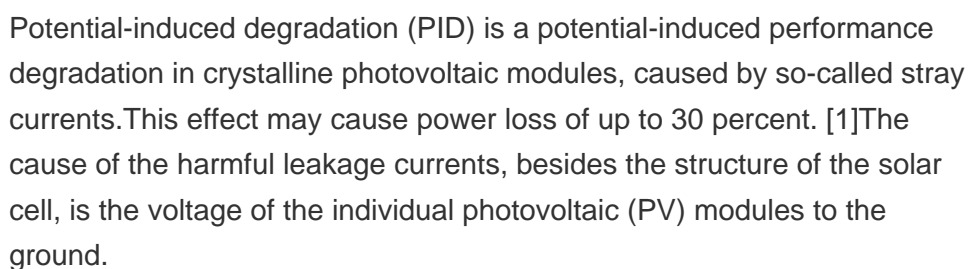 Potential-induced degradation (PID) is a potential-induced performance
degradation in crystalline photovoltaic modules, caused by so-called stray
currents.This effect may cause power loss of up to 30 percent. [1]The
cause of the harmful leakage currents, besides the structure of the solar
cell, is the voltage of the individual photovoltaic (PV) modules to the
ground.